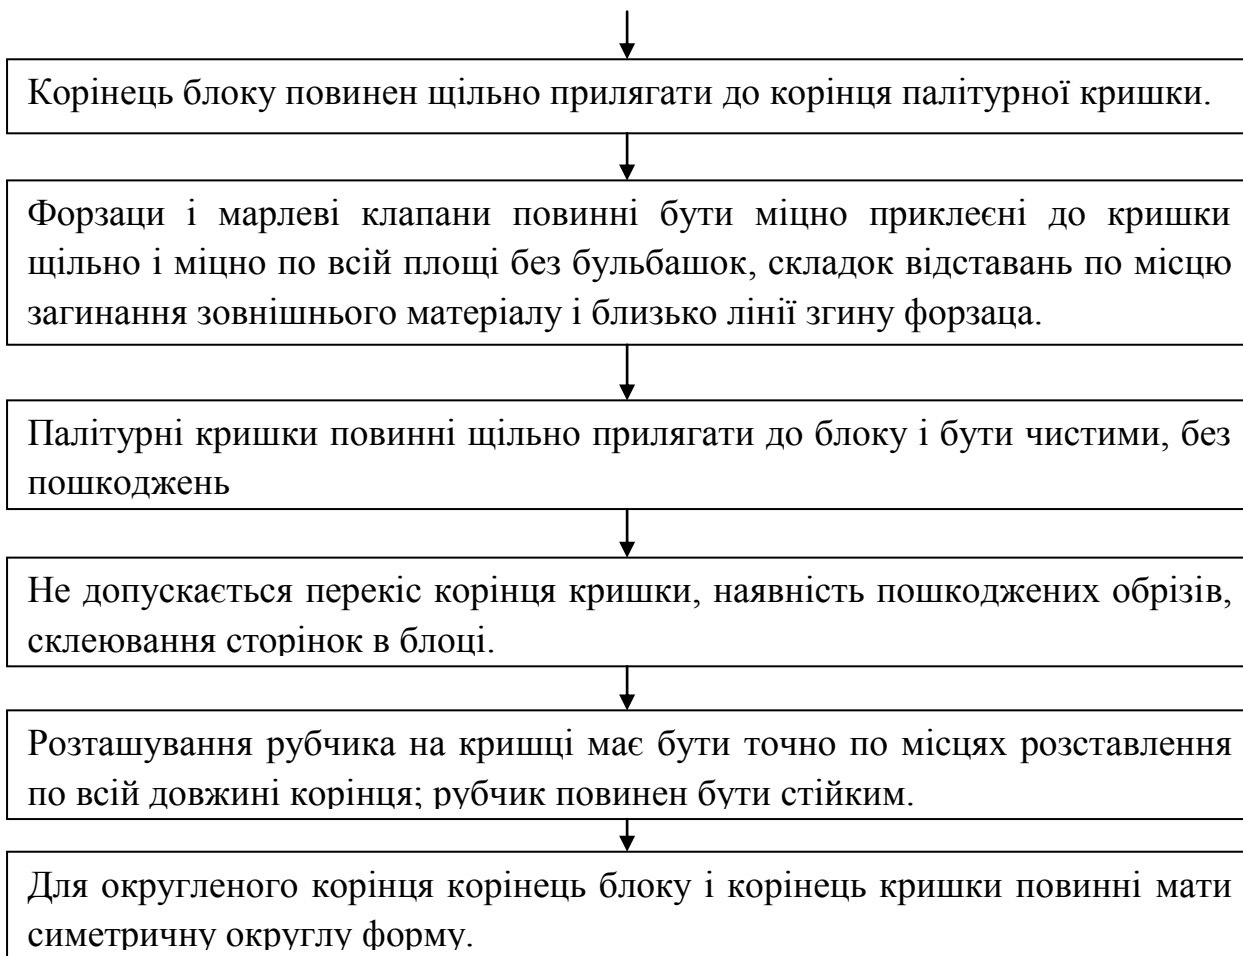 Корінець блоку повинен щільно прилягати до корінця палітурної кришки.
Форзаци і марлеві клапани повинні бути міцно приклеєні до кришки
щільно і міцно по всій площі без бульбашок, складок відставань по місцю
загинання зовнішнього матеріалу і близько лінії згину форзаца.
Палітурні кришки повинні щільно прилягати до блоку і бути чистими, без
пошкоджень
Не допускається перекіс корінця кришки, наявність пошкоджених обрізів,
склеювання сторінок в блоці.
Розташування рубчика на кришці має бути точно по місцях розставлення
по всій довжині корінця; рубчик повинен бути стійким.
Для округленого корінця корінець блоку і корінець кришки повинні мати
симетричну округлу форму.